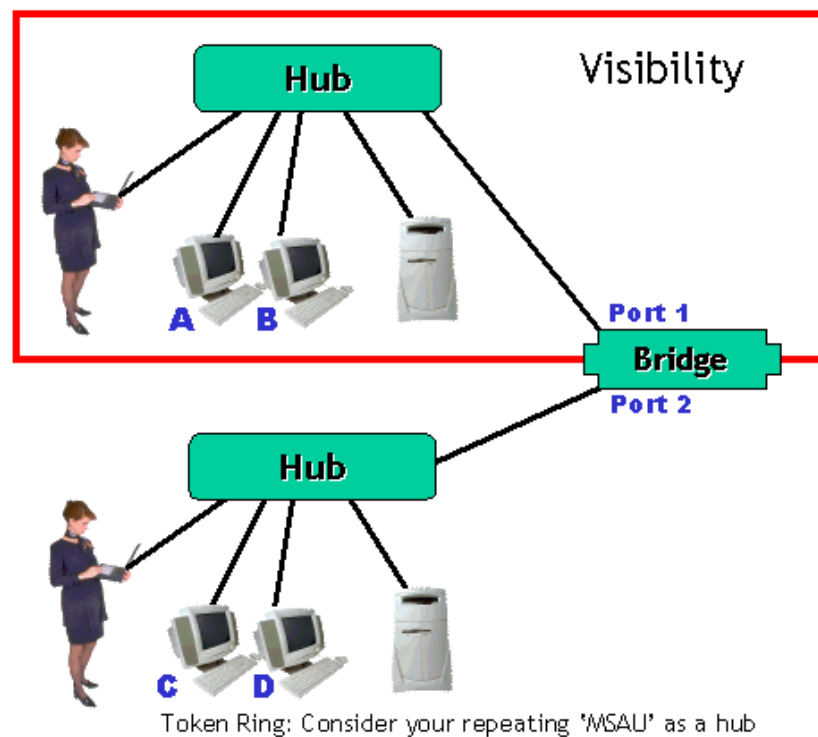 Hub
Visibility
A
B
Port 1
Bridge
Port 2
Hub
C
D
Token Ring: Consider your repeating 'MSAU' as a hub